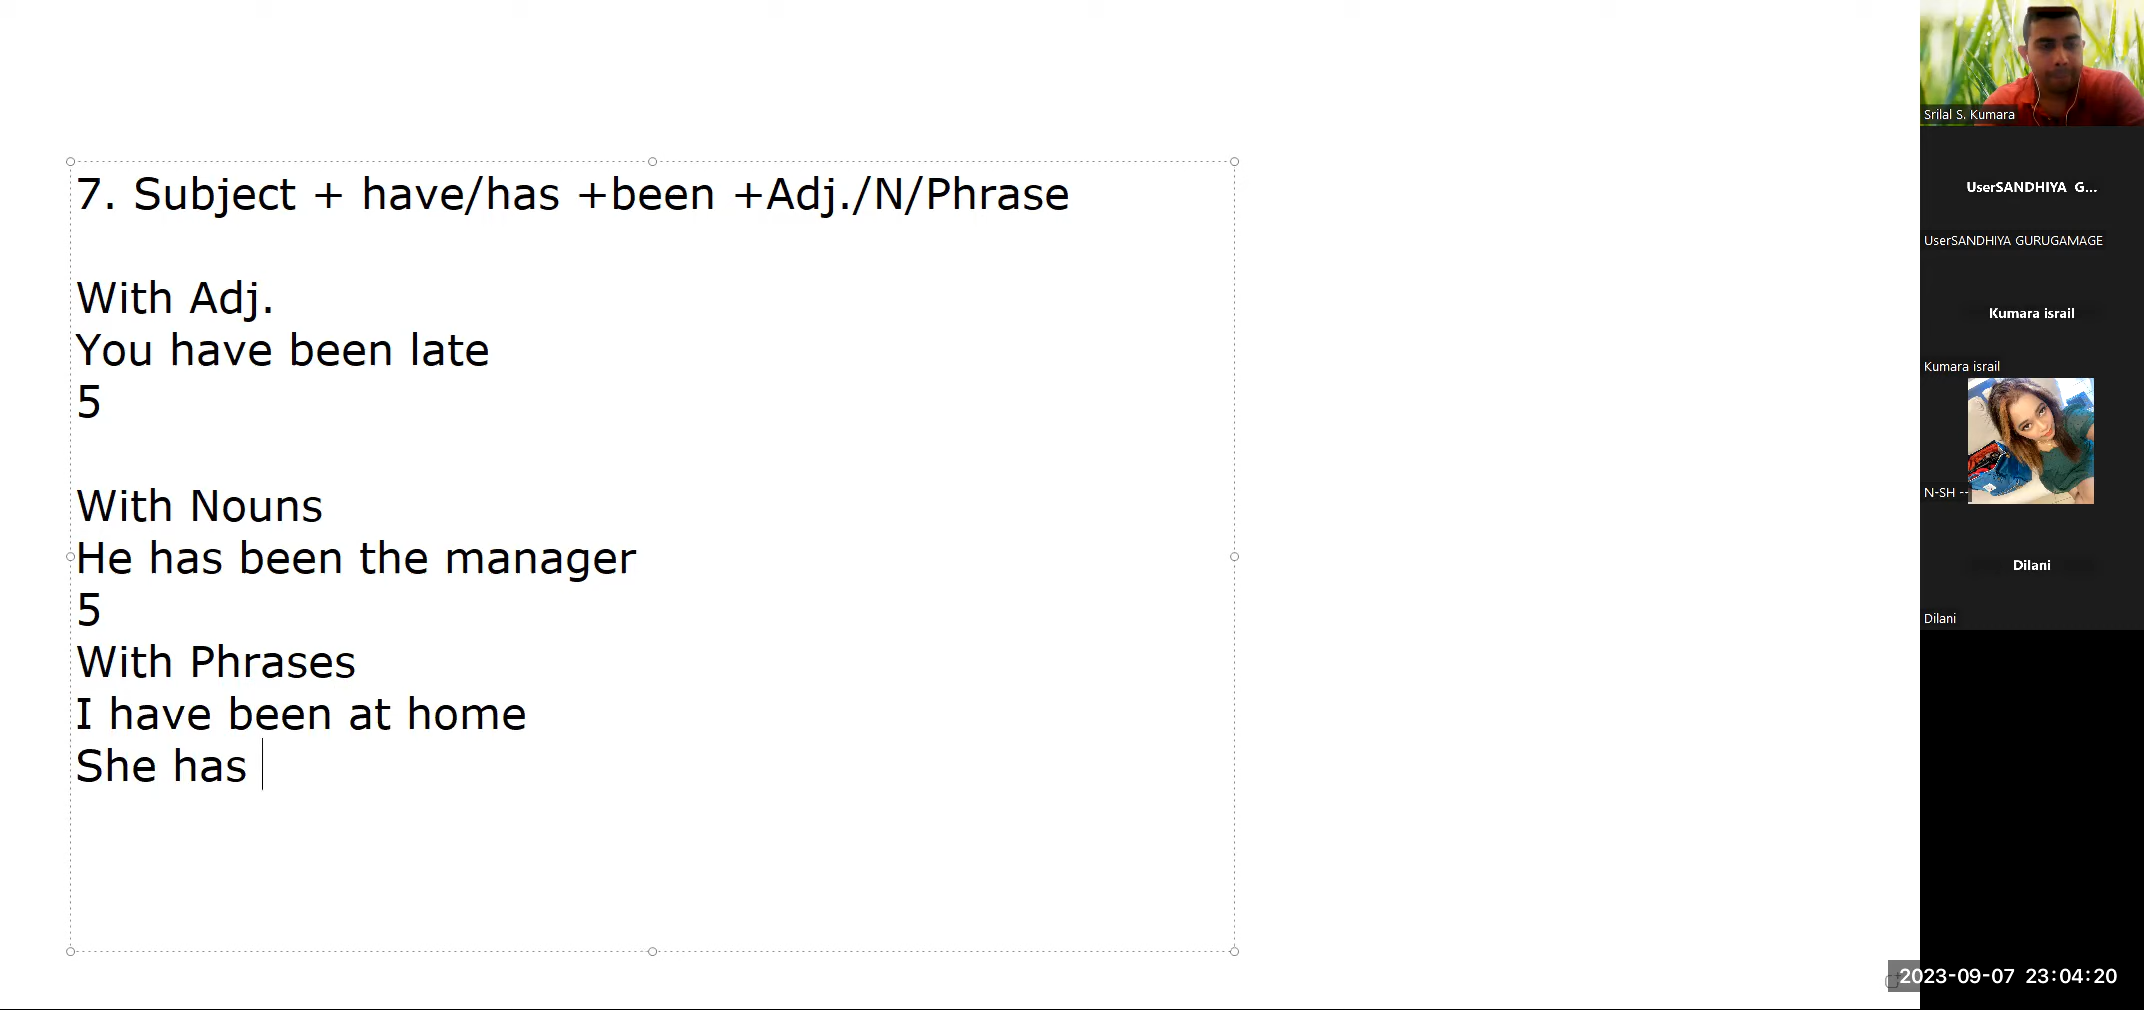 7. Subject + have/has +been +Adj./N/Phrase
With Adj.
You have been late
5
With Nouns
He has been the manager
5
With Phrases
I have been at home
She has
Srilal S. Kumara
UserSANDHIYA G...
UserSANDHIYA GURUGAMAGE
Kumara israil
Kumara israil
N-SH --
Dilani
Dilani
2023-09-07 23:04:20